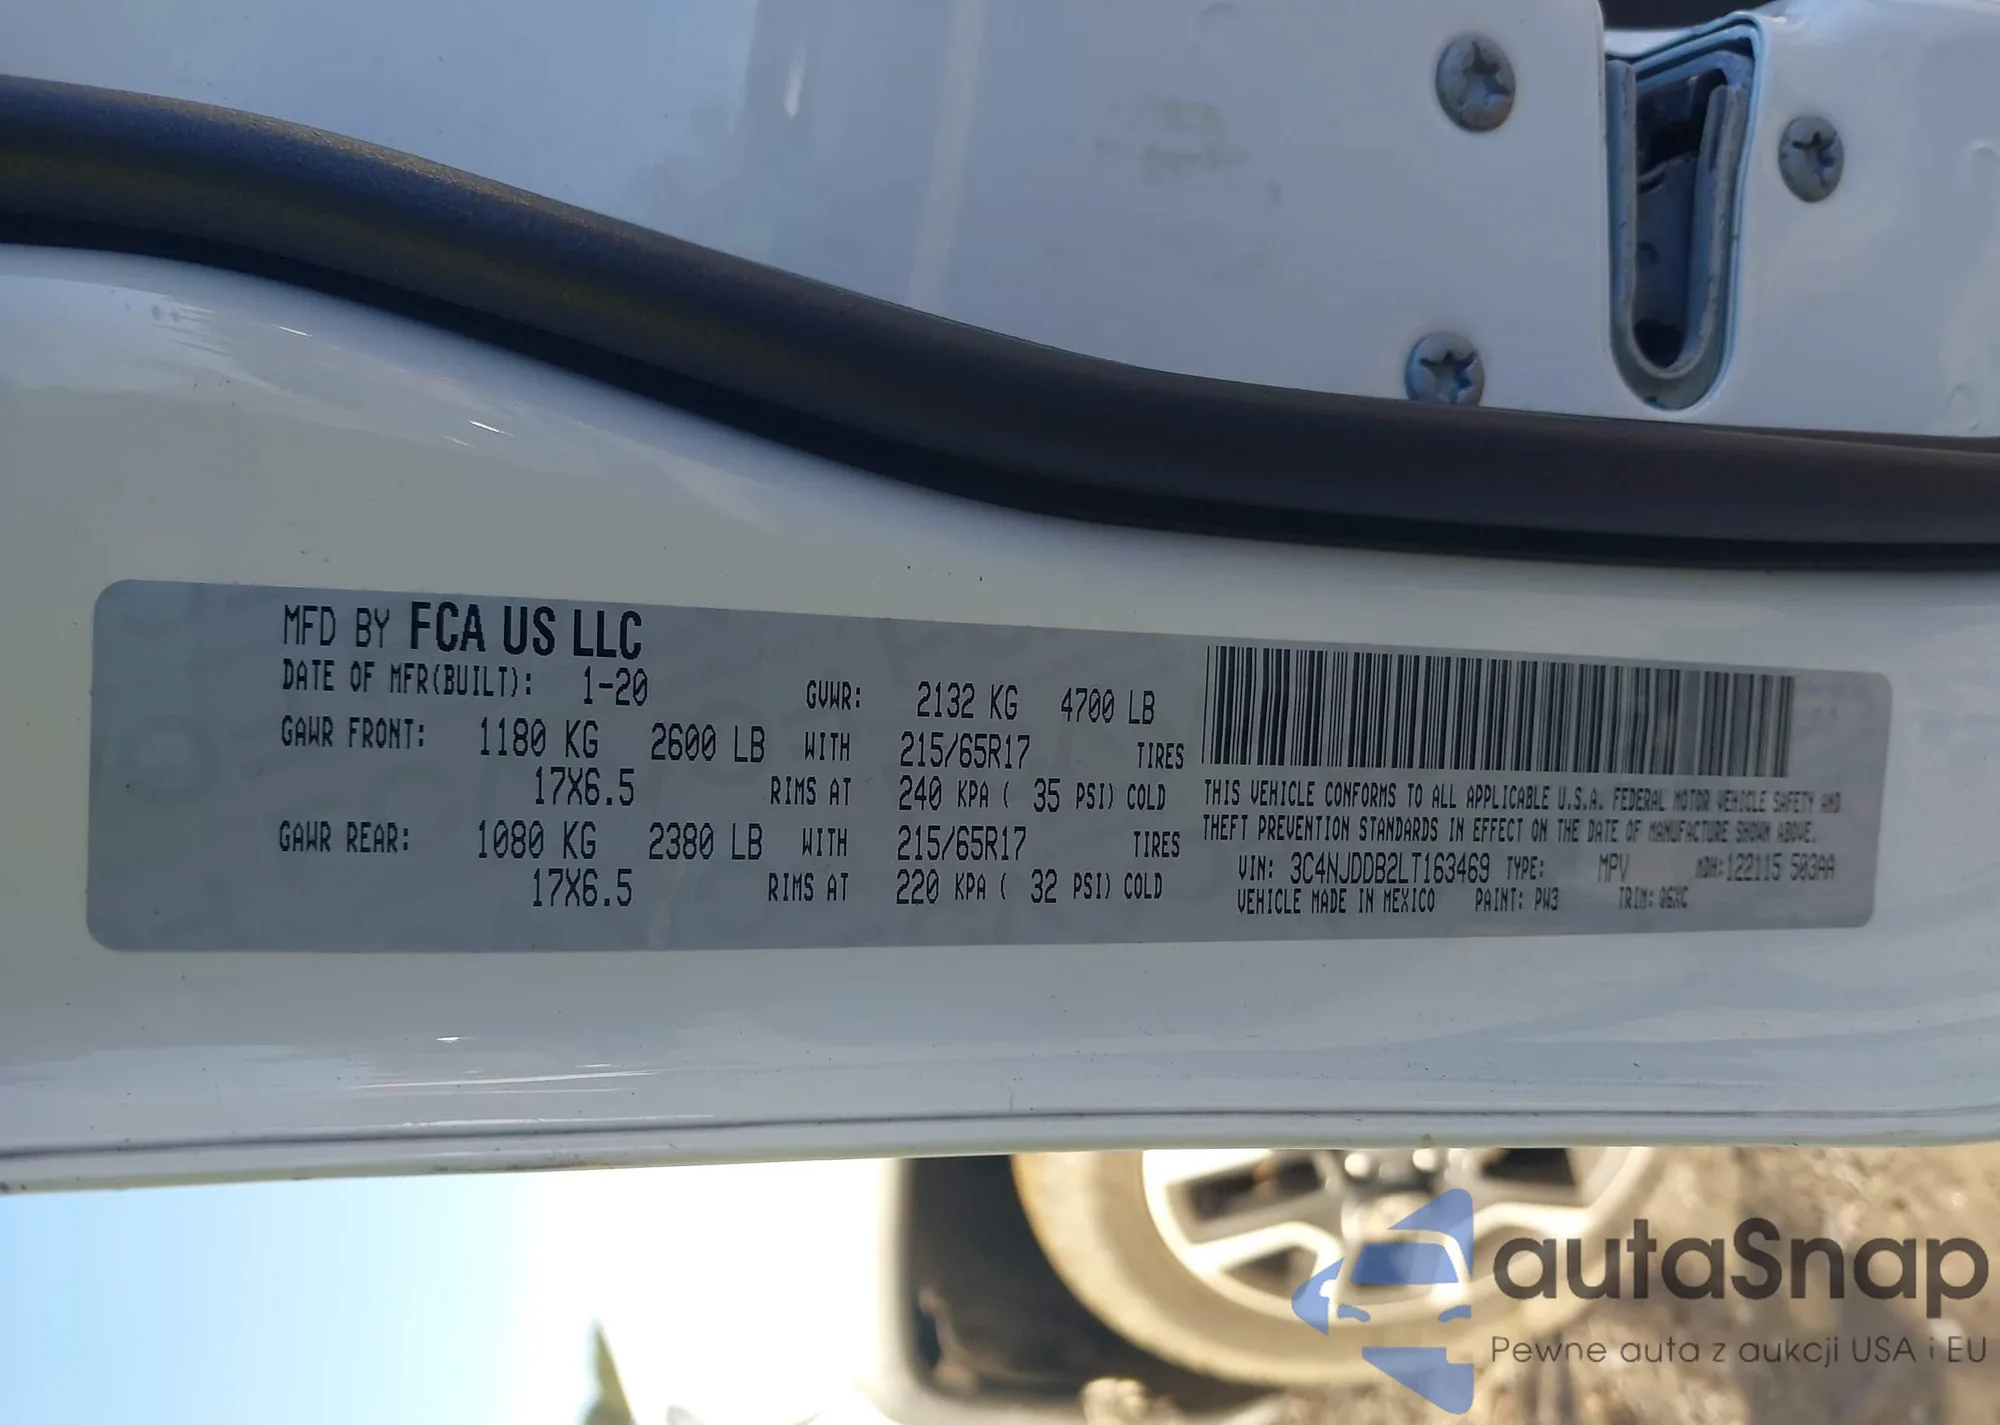 MFD BY FCA US LLC
DATE OF MFR(BUILT): 1-20 GVWR: 2132 KG 4700 LB
GAWR FRONT: 1180 KG 2600 LB WITH 215/65R17 TIRES
17X6.5 RIMS AT 240 KPA ( 35 PSI) COLD
GAWR REAR: 1080 KG 2380 LB WITH 215/65R17 TIRES
17X6.5 RIMS AT 220 KPA ( 32 PSI) COLD
THIS VEHICLE CONFORMS TO ALL APPLICABLE U.S.A. FEDERAL MOTOR VEHICLE SAFETY AND
THEFT PREVENTION STANDARDS IN EFFECT ON THE DATE OF MANUFACTURE SHOWN ABOVE.
VIN: 3C4NJDDB2LT163469 TYPE: MPV MDH:122115 503AA
VEHICLE MADE IN MEXICO PAINT: PW3 TRIM:
autaSnap
Pewne auta z aukcji USA i EU